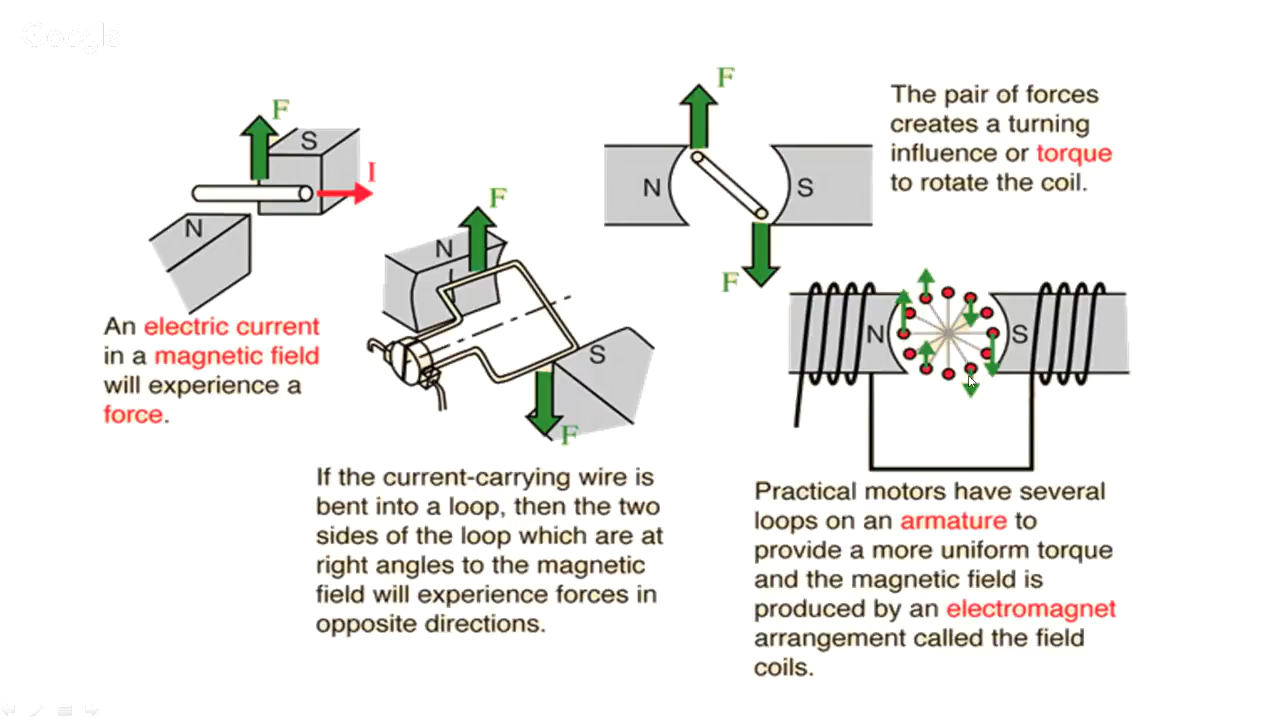 Google
F
S
I
N
An electric current
in a magnetic field
will experience a
force.
F
N
S
F
If the current-carrying wire is
bent into a loop, then the two
sides of the loop which are at
right angles to the magnetic
field will experience forces in
opposite directions.
F
N
S
F
The pair of forces
creates a turning
influence or torque
to rotate the coil.
N
S
Practical motors have several
loops on an armature to
provide a more uniform torque
and the magnetic field is
produced by an electromagnet
arrangement called the field
coils.